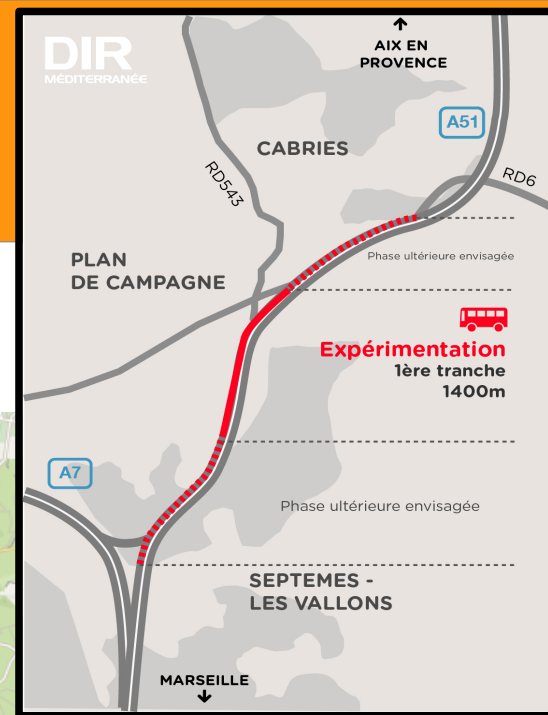 DIR
MÉDITERRANÉE
AIX EN
PROVENCE
A51
CABRIES
RD543
RD6
PLAN
DE CAMPAGNE
Phase ultérieure envisagée
Expérimentation
1ère tranche
1400m
A7
Phase ultérieure envisagée
SEPTEMES -
LES VALLONS
MARSEILLE